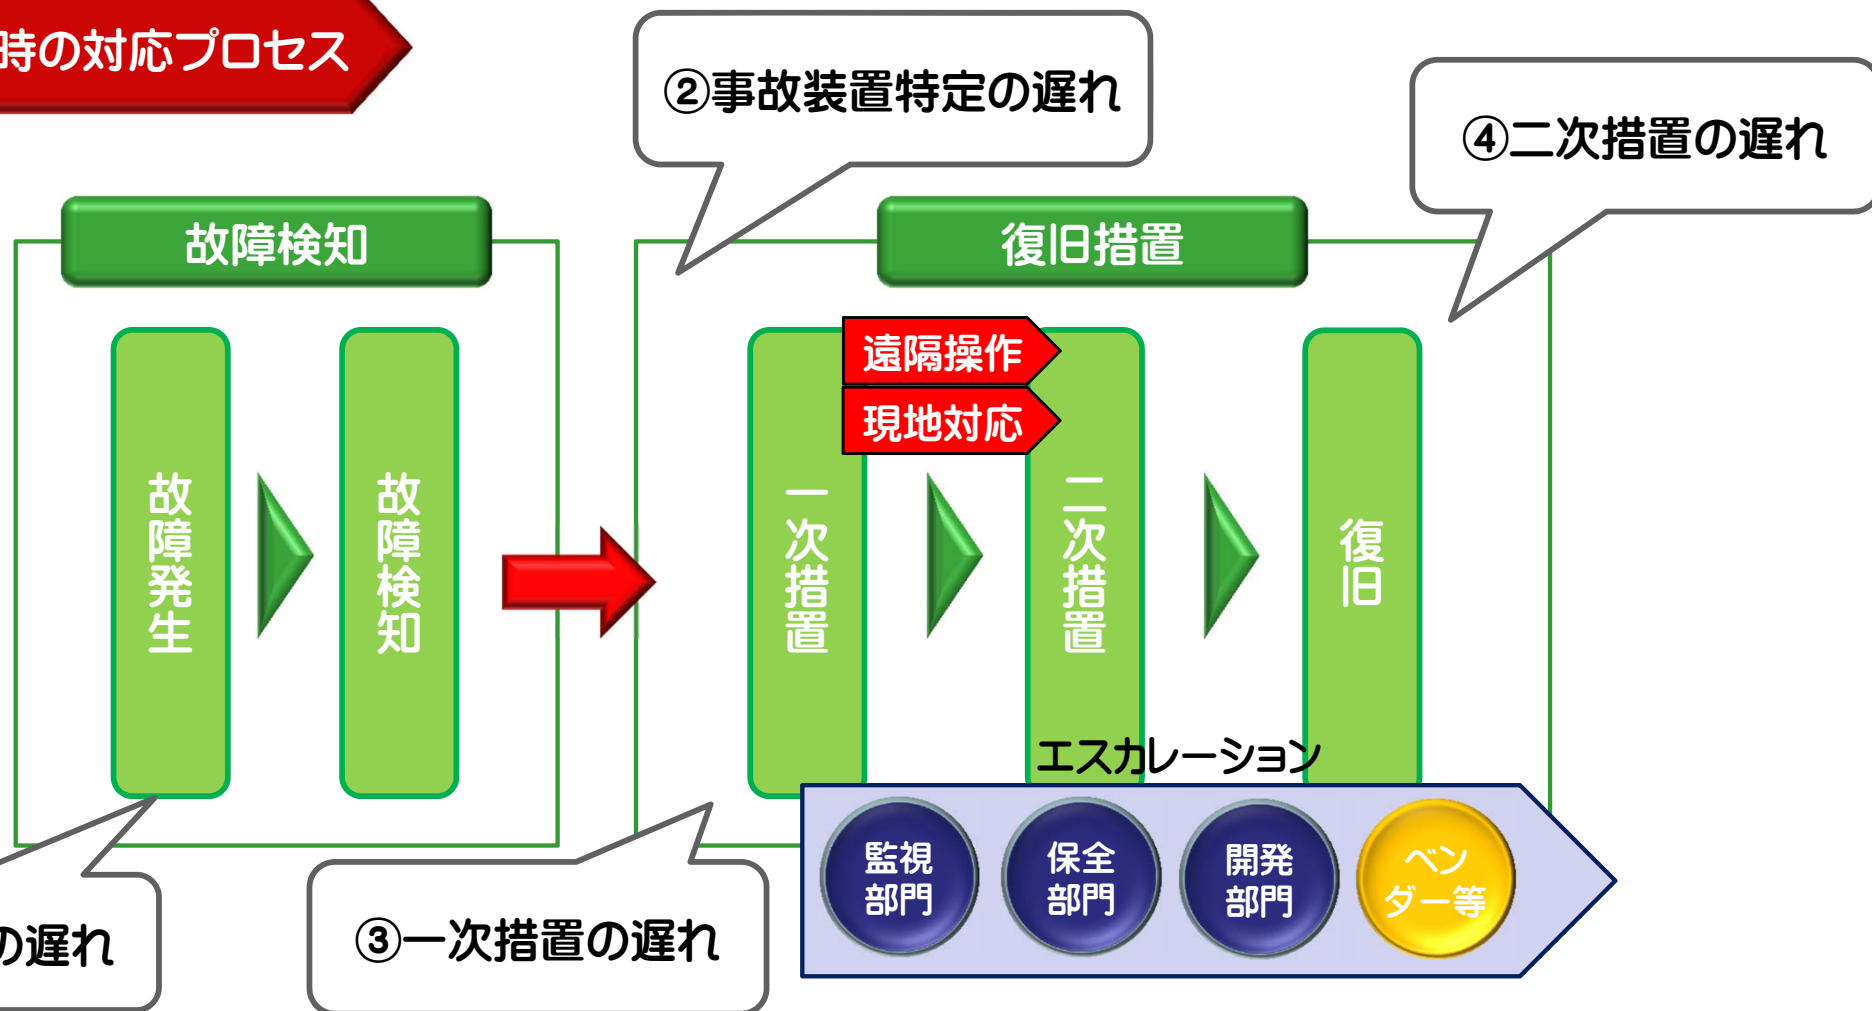 時の対応プロセス
②事故装置特定の遅れ
④二次措置の遅れ
故障検知
復旧措置
遠隔操作
現地対応
故障発生
故障検知
一次措置
二次措置
復旧
エスカレーション
監視
部門
保全
部門
開発
部門
ベン
ダー等
の遅れ
③一次措置の遅れ